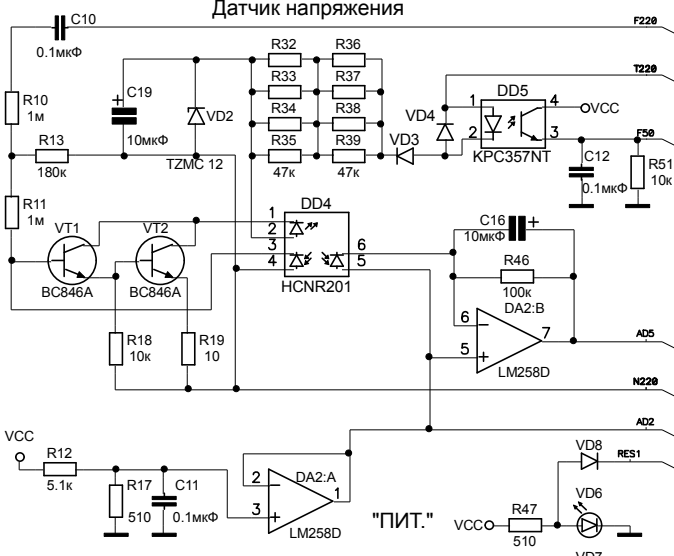 Датчик напряжения
C10
0.1мкФ
F220
R32
R36
T220
R10
1м
C19
10мкФ
VD2
TZMC 12
R33
R37
R34
R38
R35
R39
47к
47к
VD4
VD3
DD5
1
4
2
3
VCC
KPC357NT
F50
C12
0.1мкФ
R51
10к
R13
180к
R11
1м
VT1
VT2
BC846A
BC846A
DD4
1
2
3
4
6
5
HCNR201
C16
10мкФ
R46
100к
DA2:B
6
5
7
LM258D
AD5
R18
10к
R19
10
N220
AD2
VCC
R12
5.1к
R17
510
C11
0.1мкФ
2
3
1
DA2:A
LM258D
"ПИТ."
VD8
RES1
VCC
R47
510
VD6
VD7